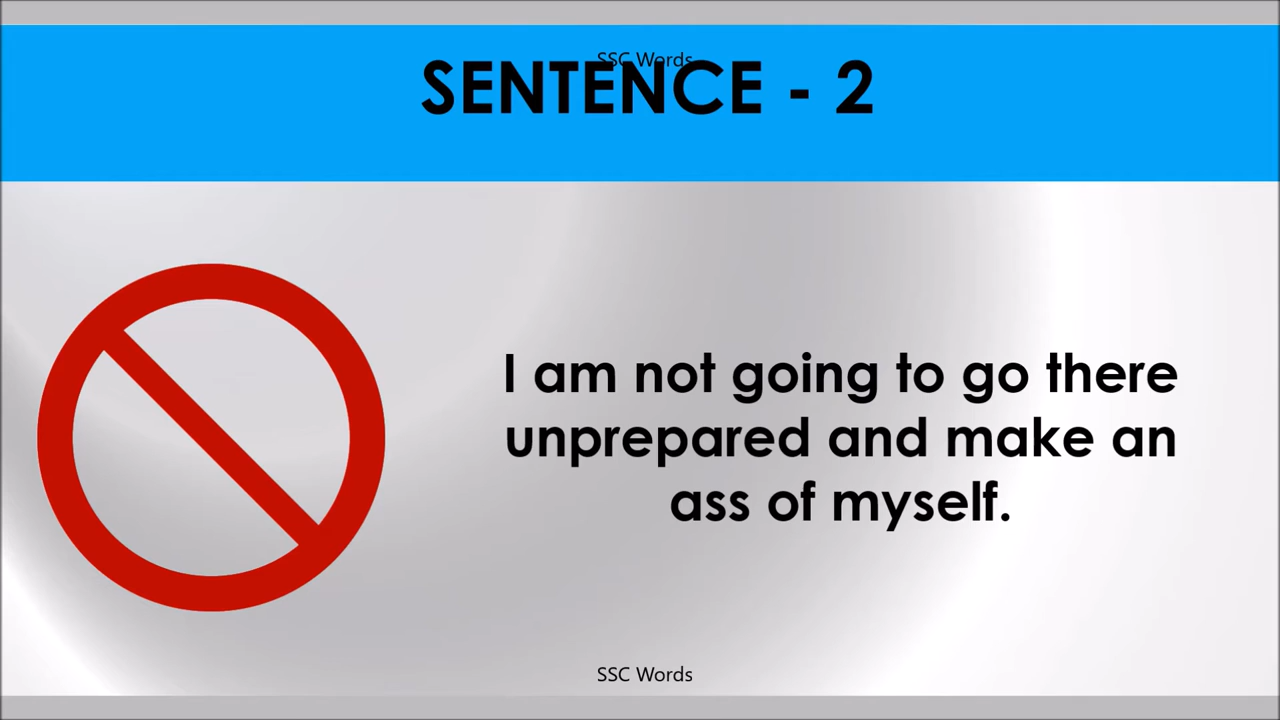 SSC Words
SENTENCE - 2
I am not going to go there
unprepared and make an
ass of myself.
SSC Words